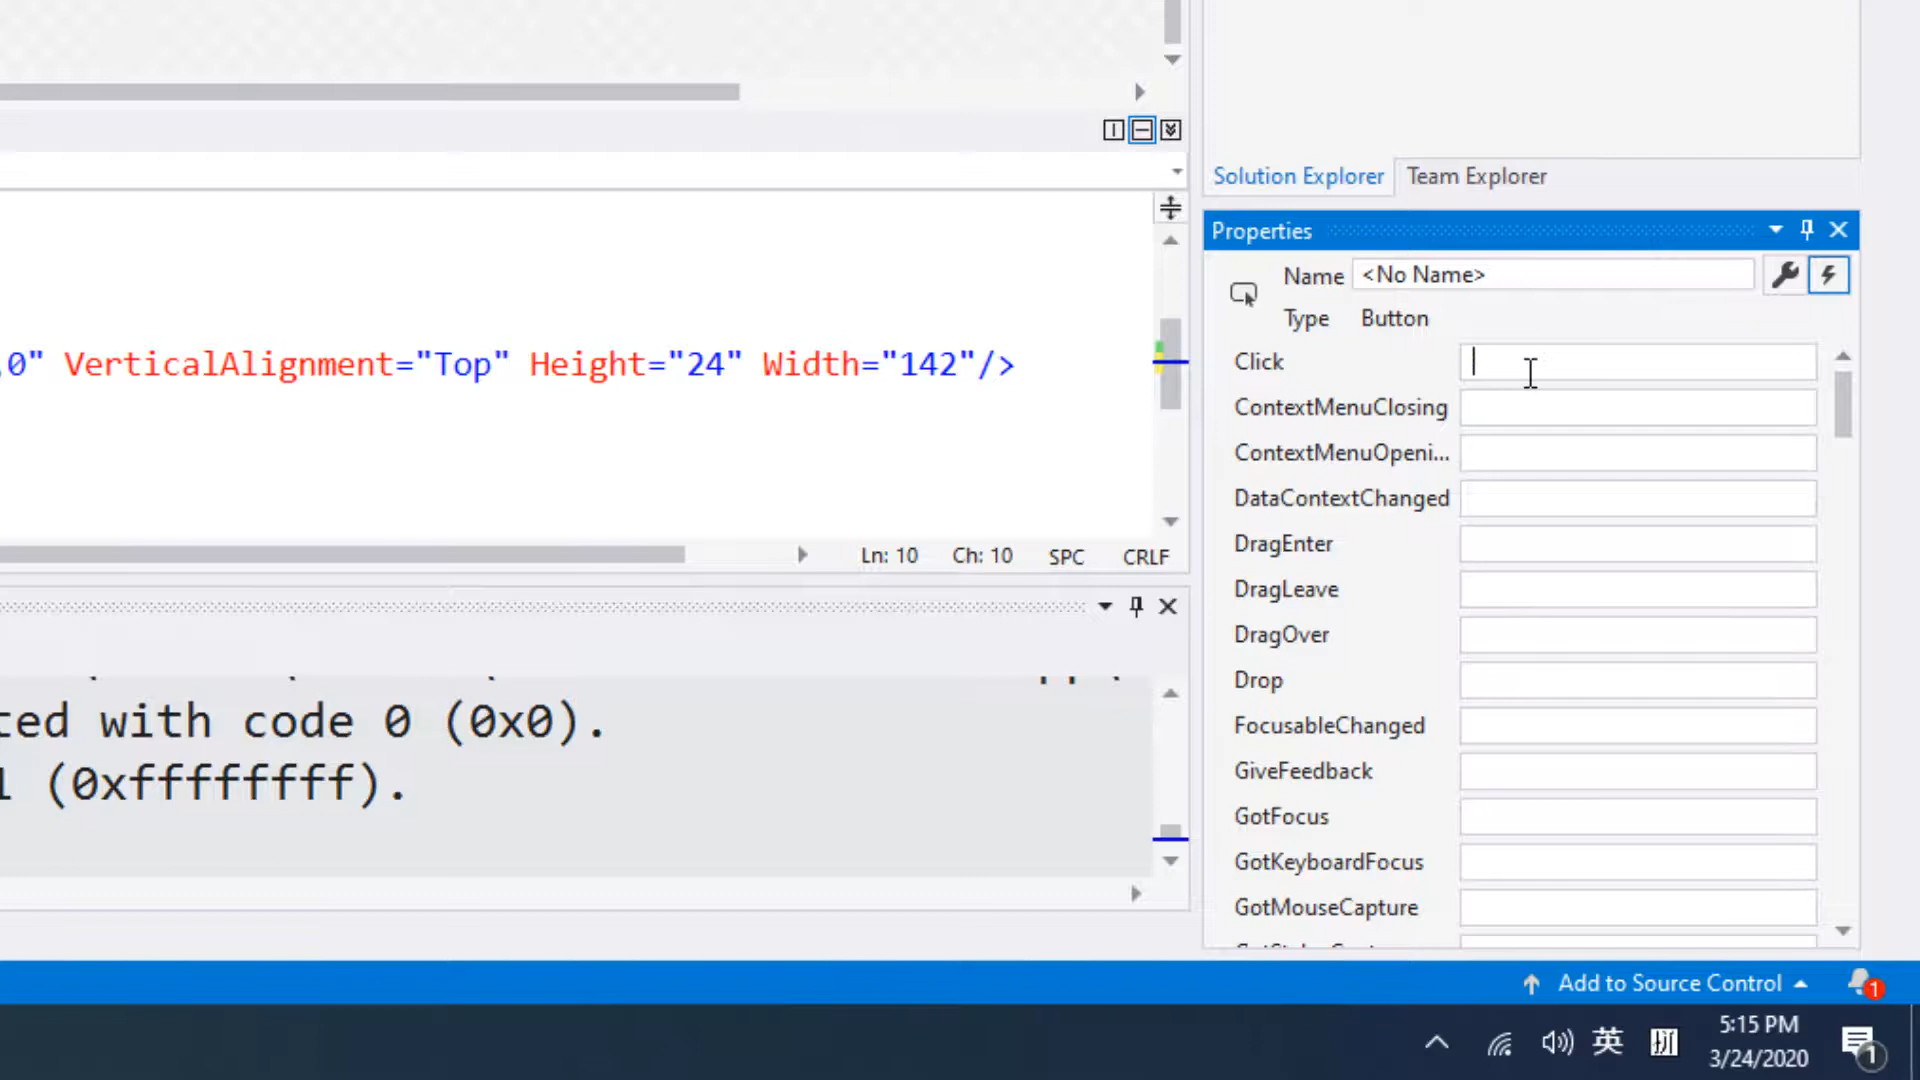 Solution Explorer Team Explorer
Properties
Name <No Name>
Type Button
,0" VerticalAlignment="Top" Height="24" Width="142"/>
Click
ContextMenuClosing
ContextMenuOpeni...
DataContextChanged
DragEnter
DragLeave
DragOver
Drop
FocusableChanged
GiveFeedback
GotFocus
GotKeyboardFocus
GotMouseCapture
Ln: 10 Ch: 10 SPC CRLF
ted with code 0 (0x0).
1 (0xffffffff).
Add to Source Control
1
英 拼
5:15 PM
3/24/2020
1